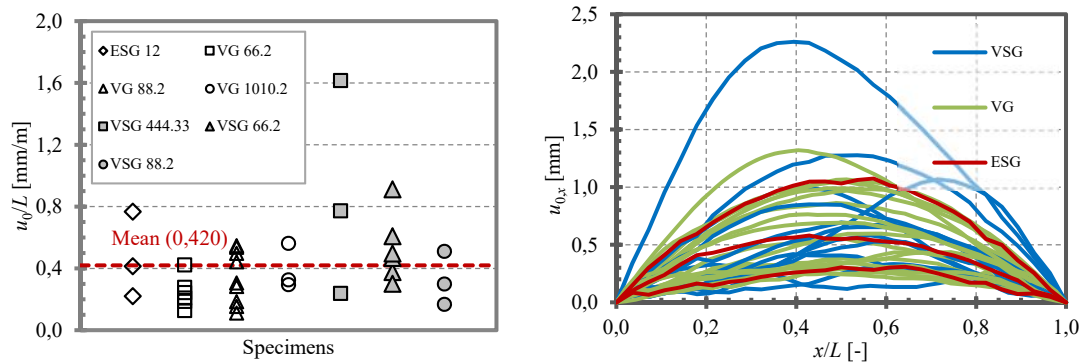 2,0
1,6
1,2
0,8
0,4
0,0
u₀/L [mm/m]
ESG 12
VG 66.2
VG 88.2
VG 1010.2
VSG 444.33
VSG 66.2
VSG 88.2
Mean (0,420)
Specimens
2,5
2,0
1,5
1,0
0,5
0,0
u₀,ₓ [mm]
VSG
VG
ESG
0,0 0,2 0,4 0,6 0,8 1,0
x/L [-]